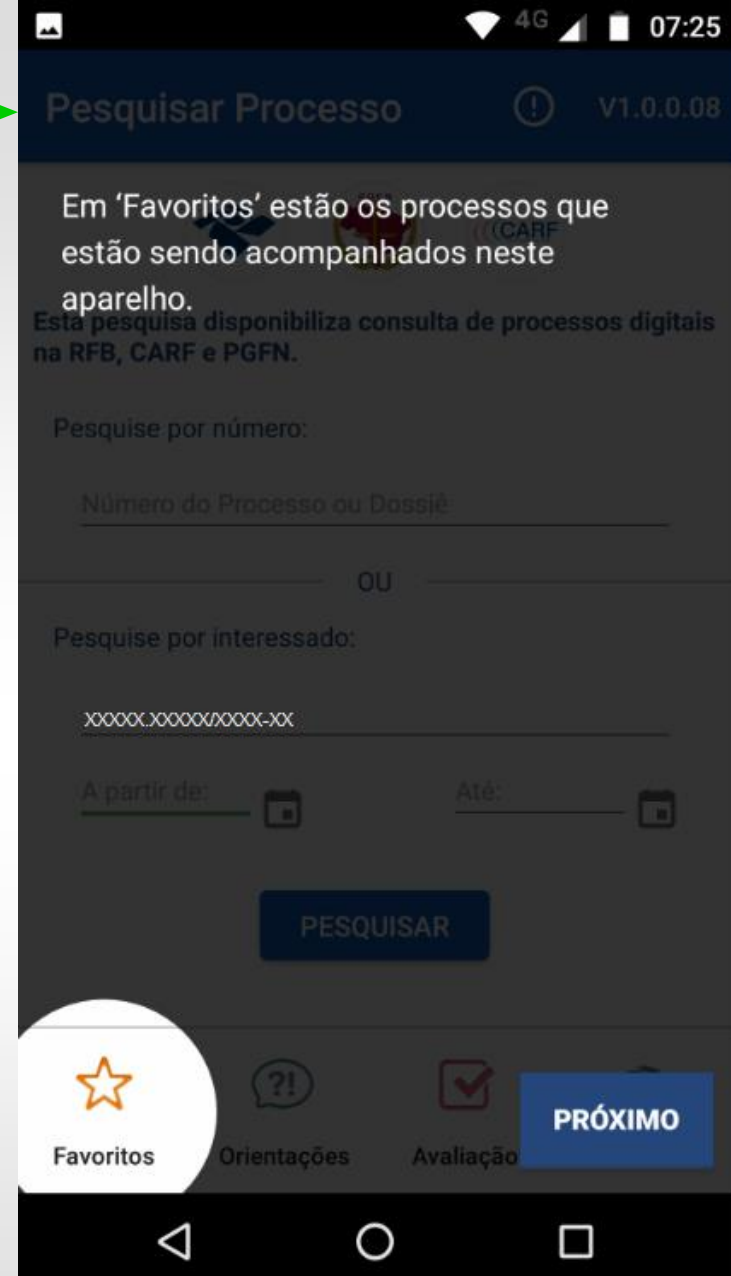 4G 07:25
Pesquisar Processo V1.0.0.08
Em ‘Favoritos’ estão os processos que
estão sendo acompanhados neste
aparelho.
CARF
Esta pesquisa disponibiliza consulta de processos digitais
na RFB, CARF e PGFN.
Pesquise por número:
Número do Processo ou Dossiê
OU
Pesquise por interessado:
XXXXX.XXXXX/XXXX-XX
A partir de: Até:
PESQUISAR
PRÓXIMO
Favoritos Orientações Avaliação